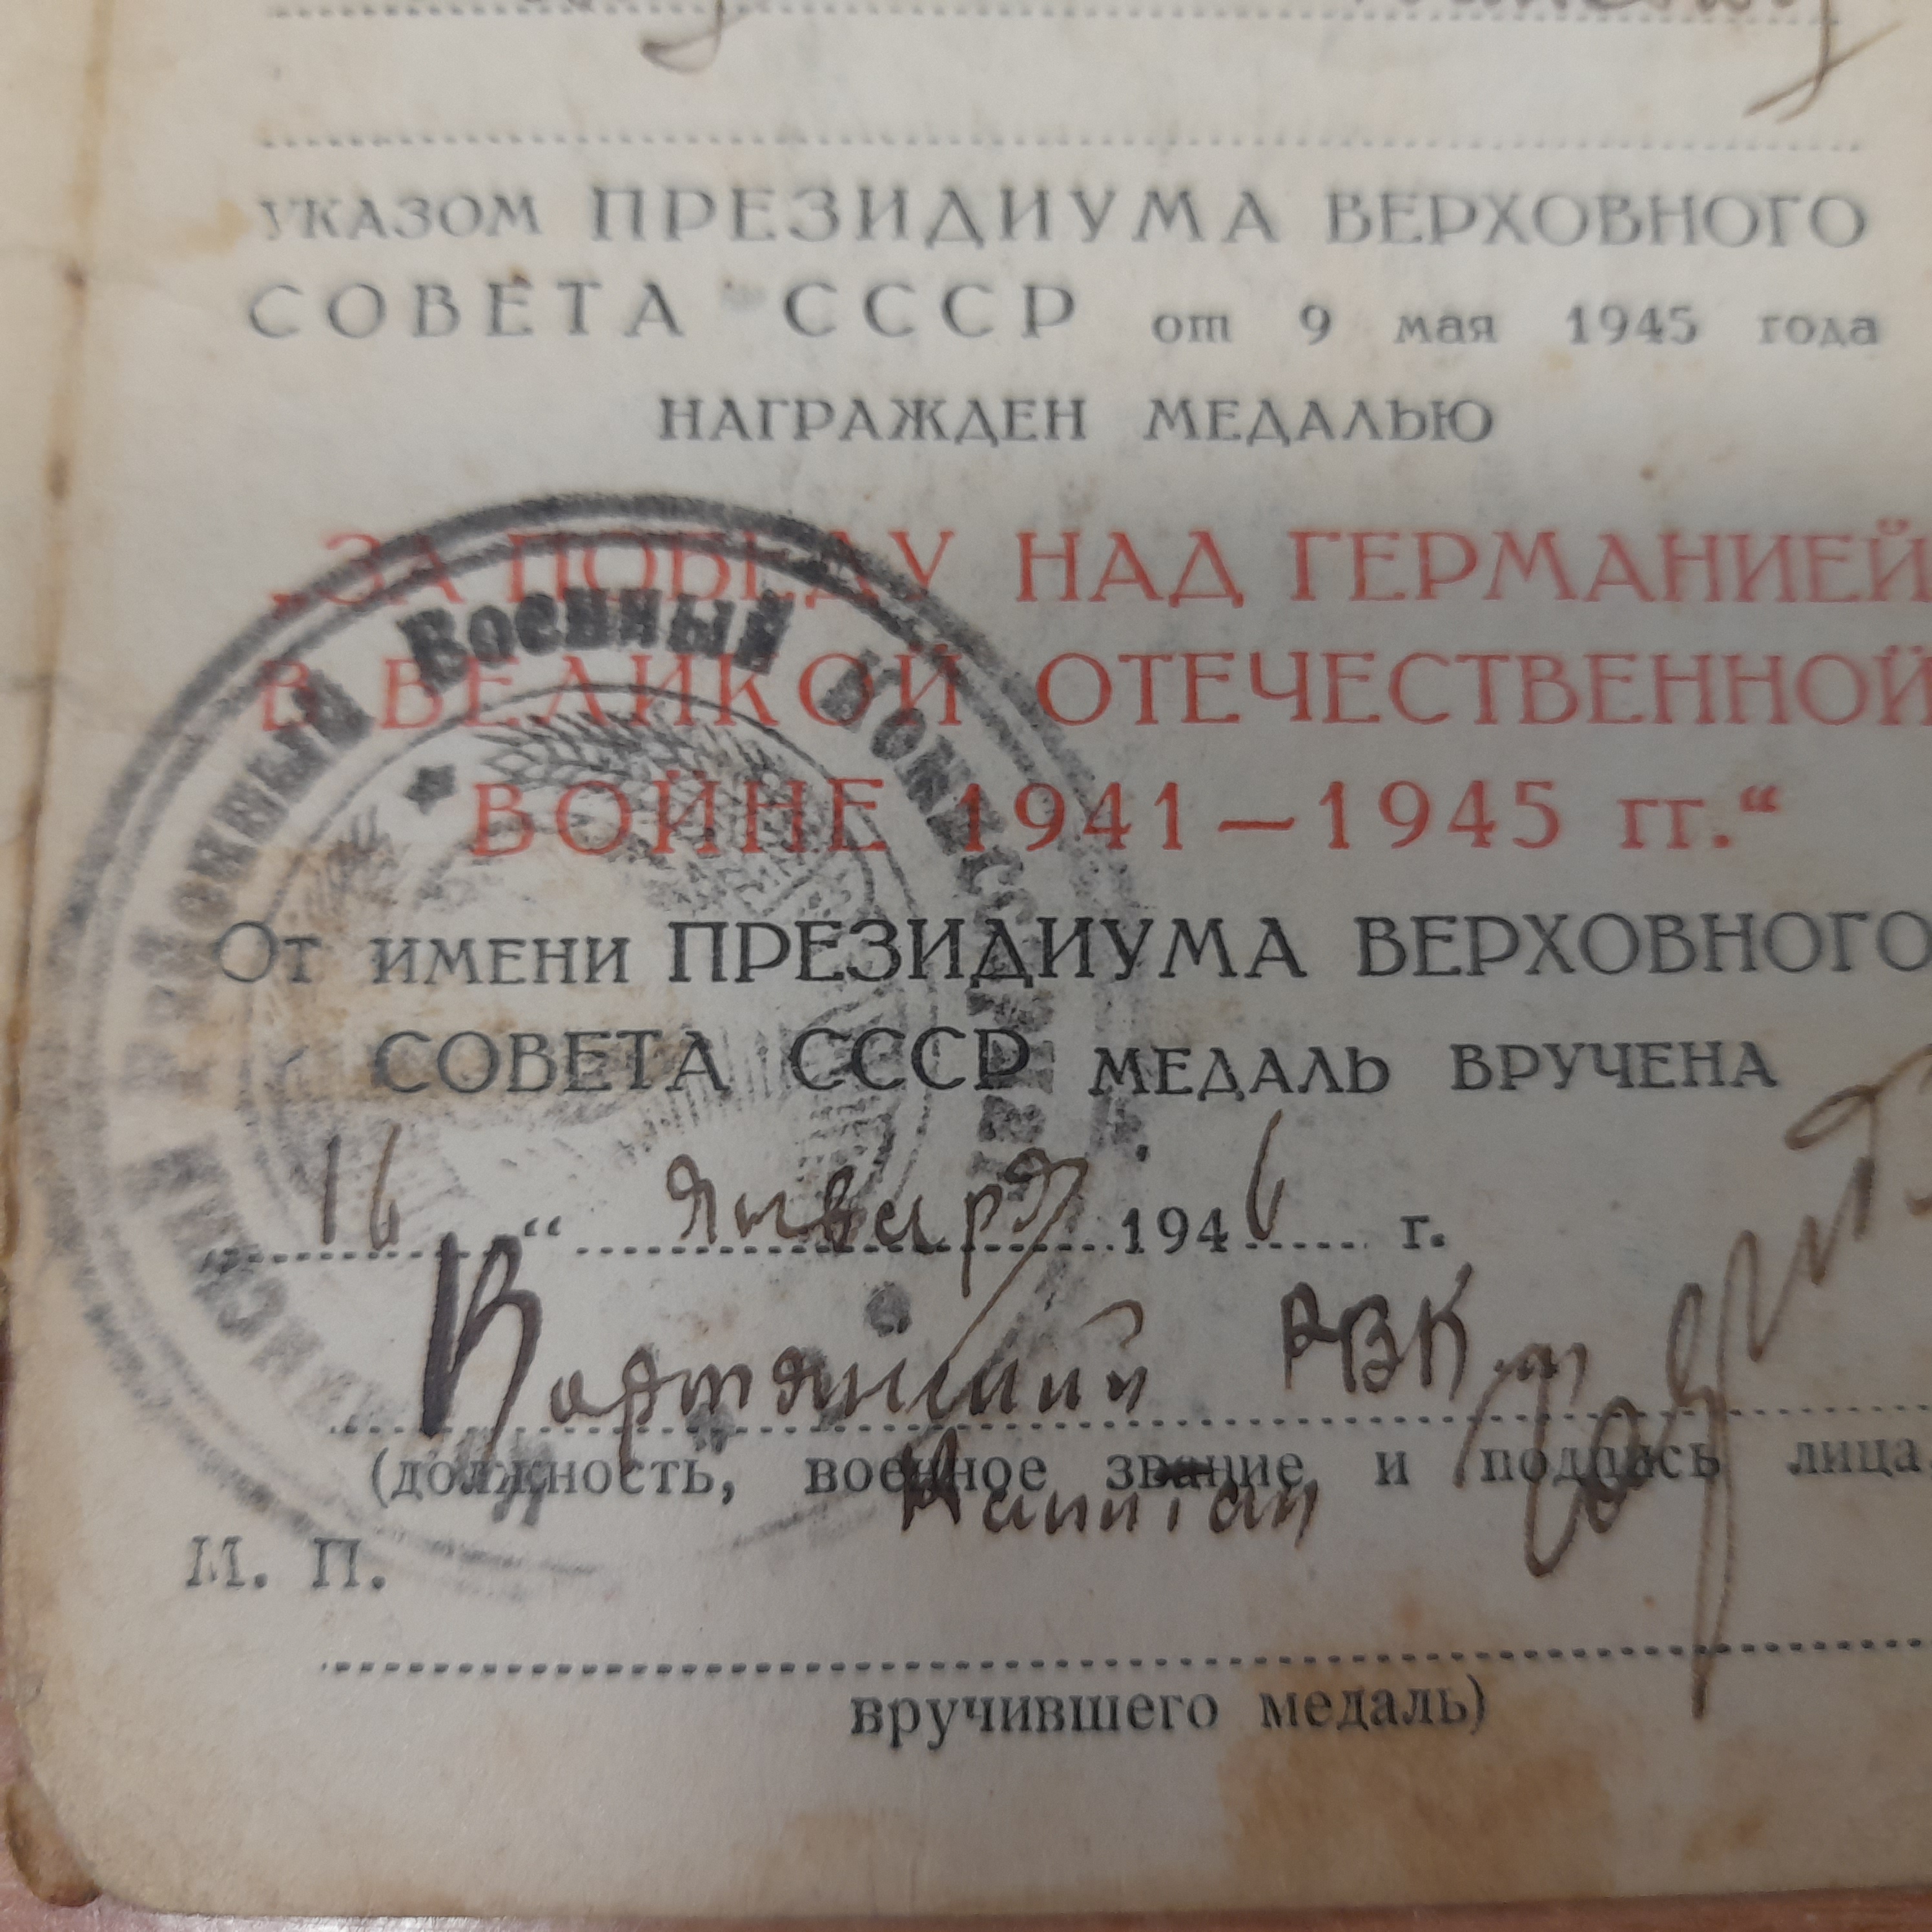 УКАЗОМ ПРЕЗИДИУМА ВЕРХОВНОГО
СОВЕТА СССР от 9 мая 1945 года
НАГРАЖДЕН МЕДАЛЬЮ
„ЗА ПОБЕДУ НАД ГЕРМАНИЕЙ
В ВЕЛИКОЙ ОТЕЧЕСТВЕННОЙ
ВОЙНЕ 1941—1945 гг.“
Районный Военный Комиссариат
От имени ПРЕЗИДИУМА ВЕРХОВНОГО
СОВЕТА СССР МЕДАЛЬ ВРУЧЕНА
16 “ января 1946 г.
РВК
(должность, военное звание и подпись лица,
Капитан
М. П.
вручившего медаль)